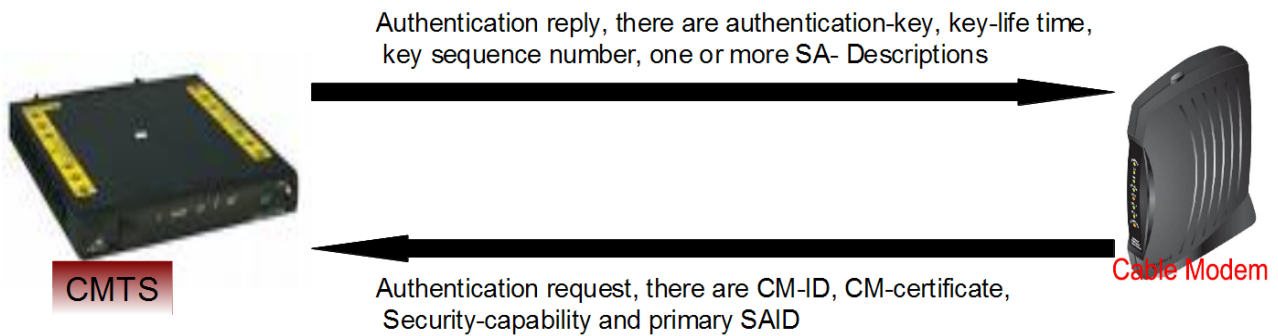 Authentication reply, there are authentication-key, key-life time,
key sequence number, one or more SA- Descriptions
CMTS
Cable Modem
Authentication request, there are CM-ID, CM-certificate,
Security-capability and primary SAID